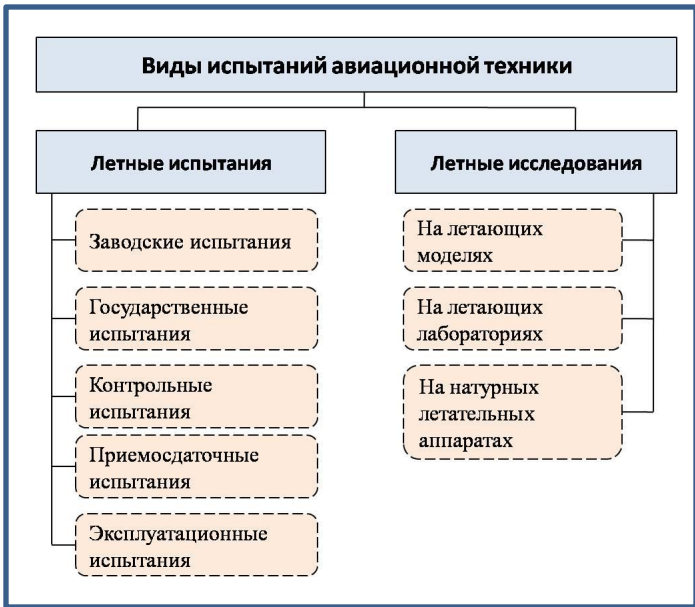 Виды испытаний авиационной техники
Летные испытания
Заводские испытания
Государственные
испытания
Контрольные
испытания
Приемосдаточные
испытания
Эксплуатационные
испытания
Летные исследования
На летающих
моделях
На летающих
лабораториях
На натурных
летательных
аппаратах